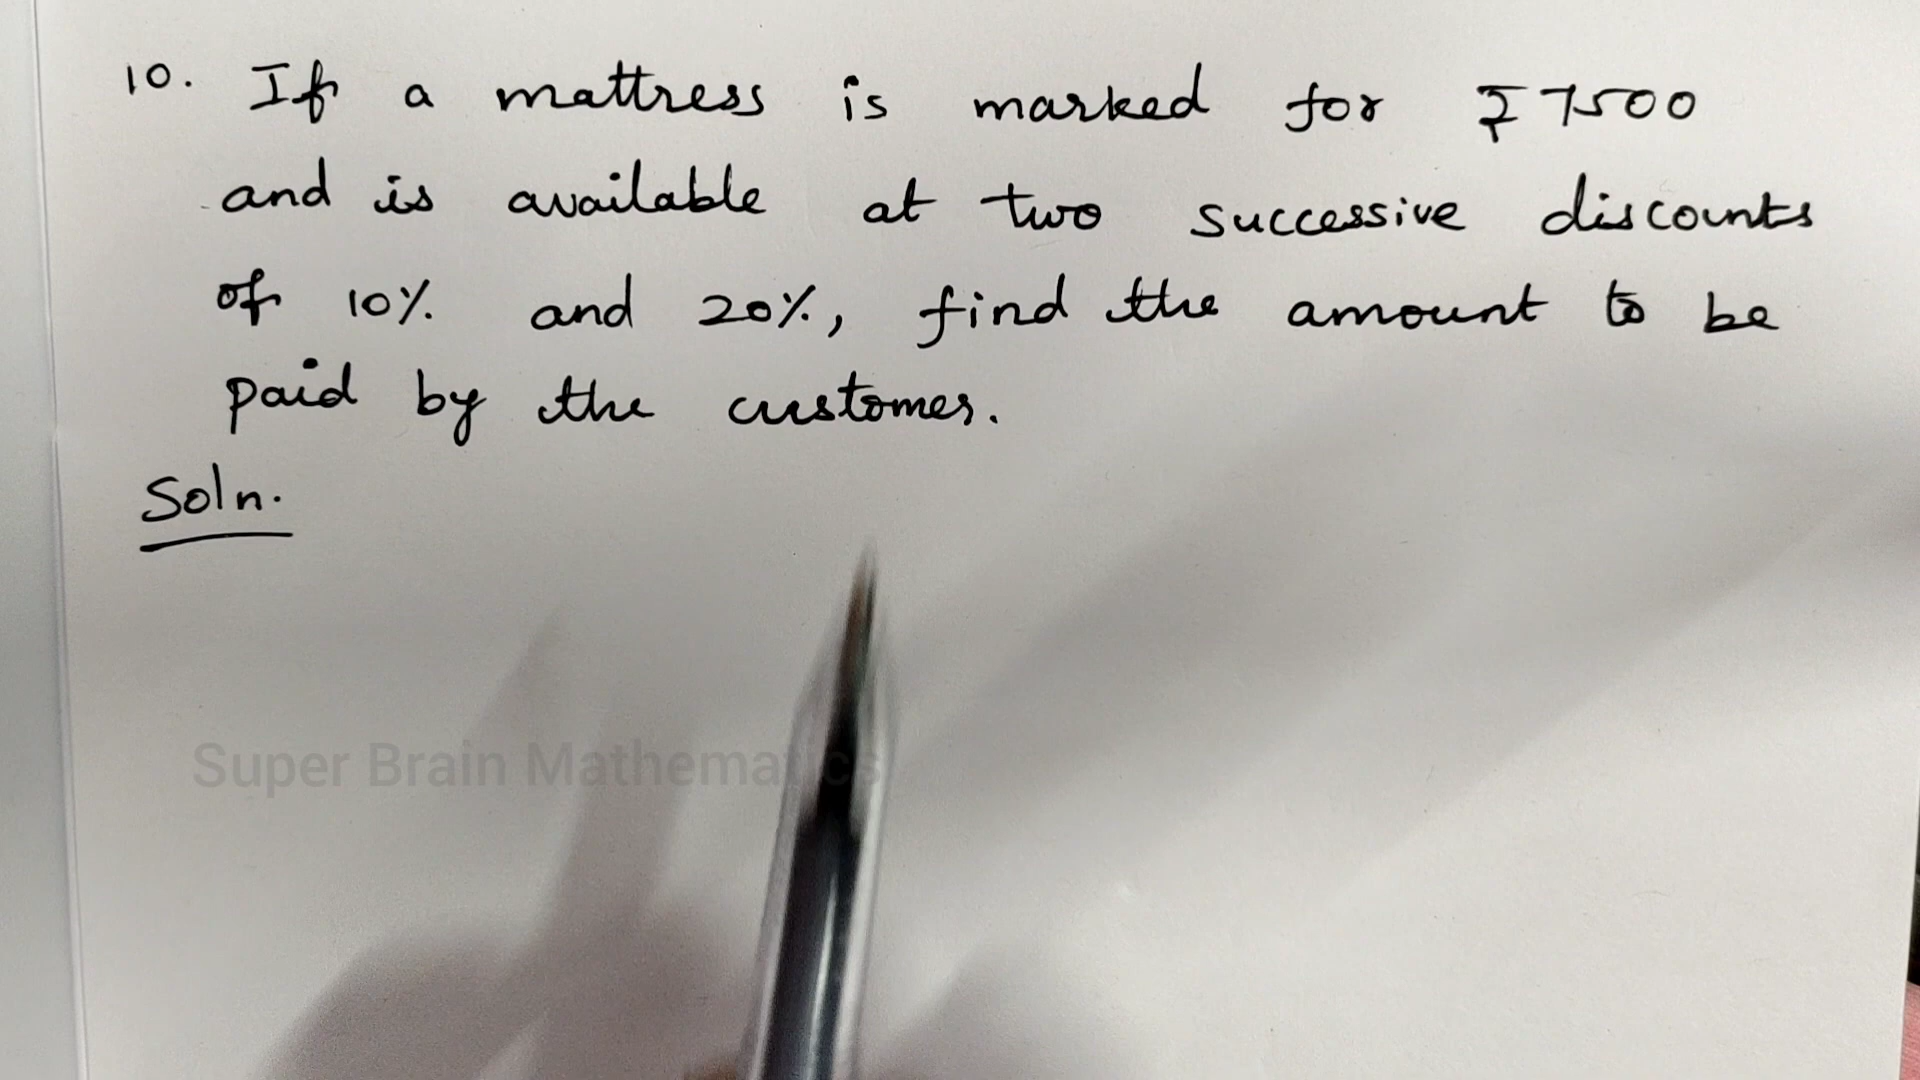 10. If a mattress is marked for ₹7500
and is available at two successive discounts
of 10% and 20%, find the amount to be
paid by the customer.
Soln.
Super Brain Mathematics